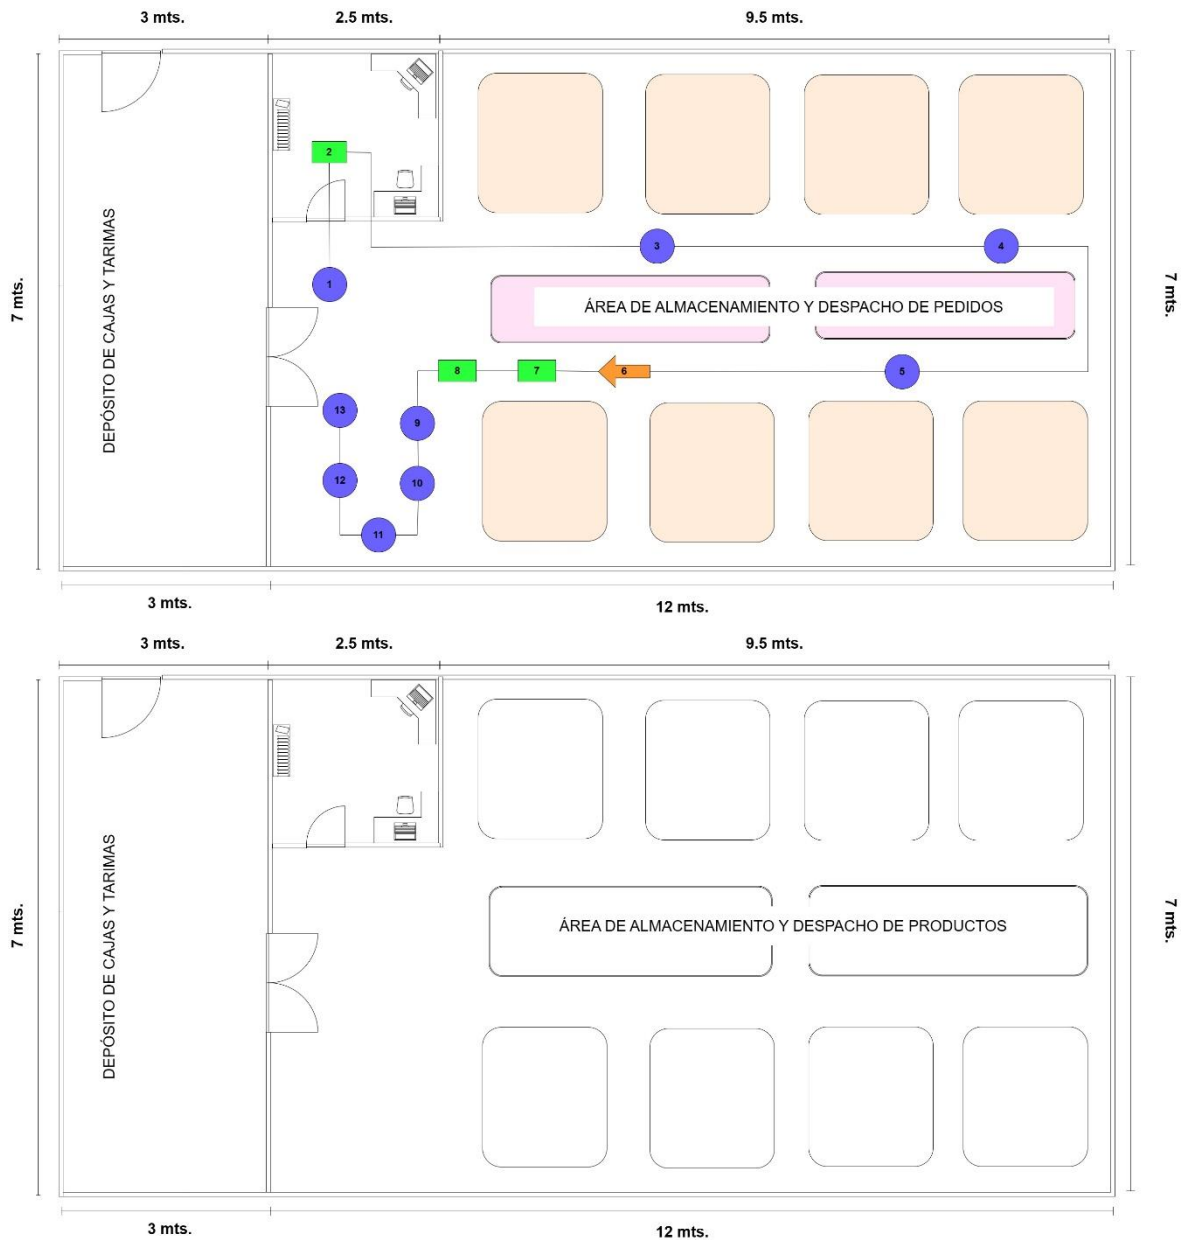 3 mts.
2.5 mts.
9.5 mts.
7 mts.
DEPÓSITO DE CAJAS Y TARIMAS
2
1
3
4
ÁREA DE ALMACENAMIENTO Y DESPACHO DE PEDIDOS
7 mts.
8
7
6
5
13
9
12
10
11
3 mts.
12 mts.
3 mts.
2.5 mts.
9.5 mts.
7 mts.
DEPÓSITO DE CAJAS Y TARIMAS
ÁREA DE ALMACENAMIENTO Y DESPACHO DE PRODUCTOS
7 mts.
3 mts.
12 mts.